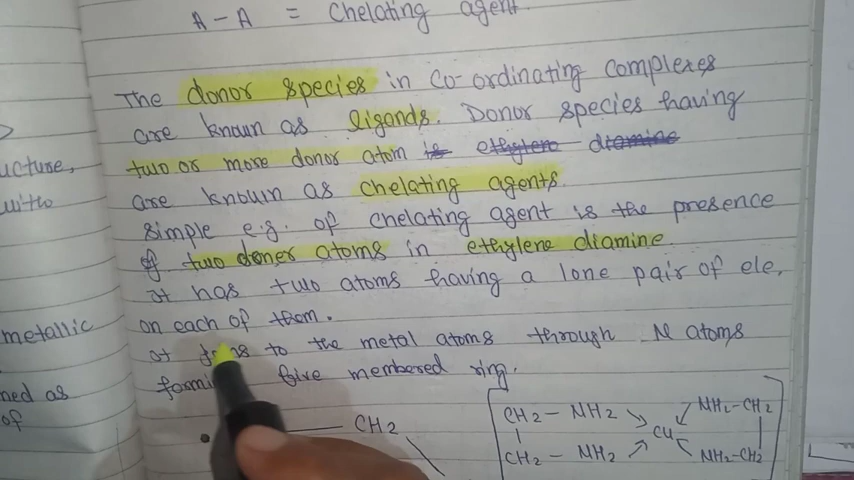 A - A = Chelating agent.
The donor species in Co-ordinating Complexes
are known as ligands. Donor species having
two or more donor atom is ethylene diamine
are known as chelating agents.
simple e.g. of chelating agent is the presence
of two doner atoms in ethylene diamine.
It has two atoms having a lone pair of ele.
on each of them.
to the metal atoms through N atoms
five membered ring.
CH2
CH2 - NH2 Cu NH2-CH2
CH2 - NH2 NH2-CH2
ucture,
with
metallic
ned as
of